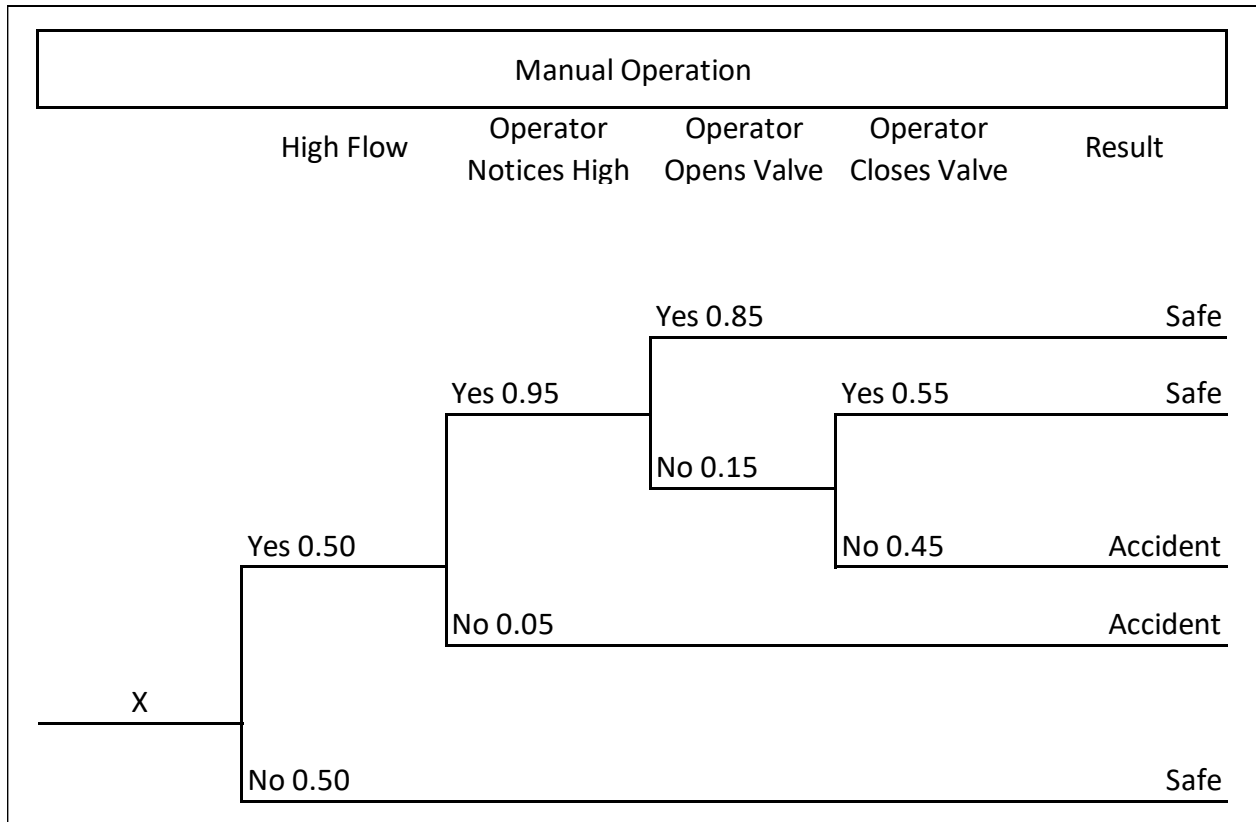 Manual Operation
High Flow
Operator
Notices High
Operator
Opens Valve
Operator
Closes Valve
Result
Yes 0.85
Safe
Yes 0.95
Yes 0.55
Safe
No 0.15
Yes 0.50
No 0.45
Accident
No 0.05
Accident
X
No 0.50
Safe